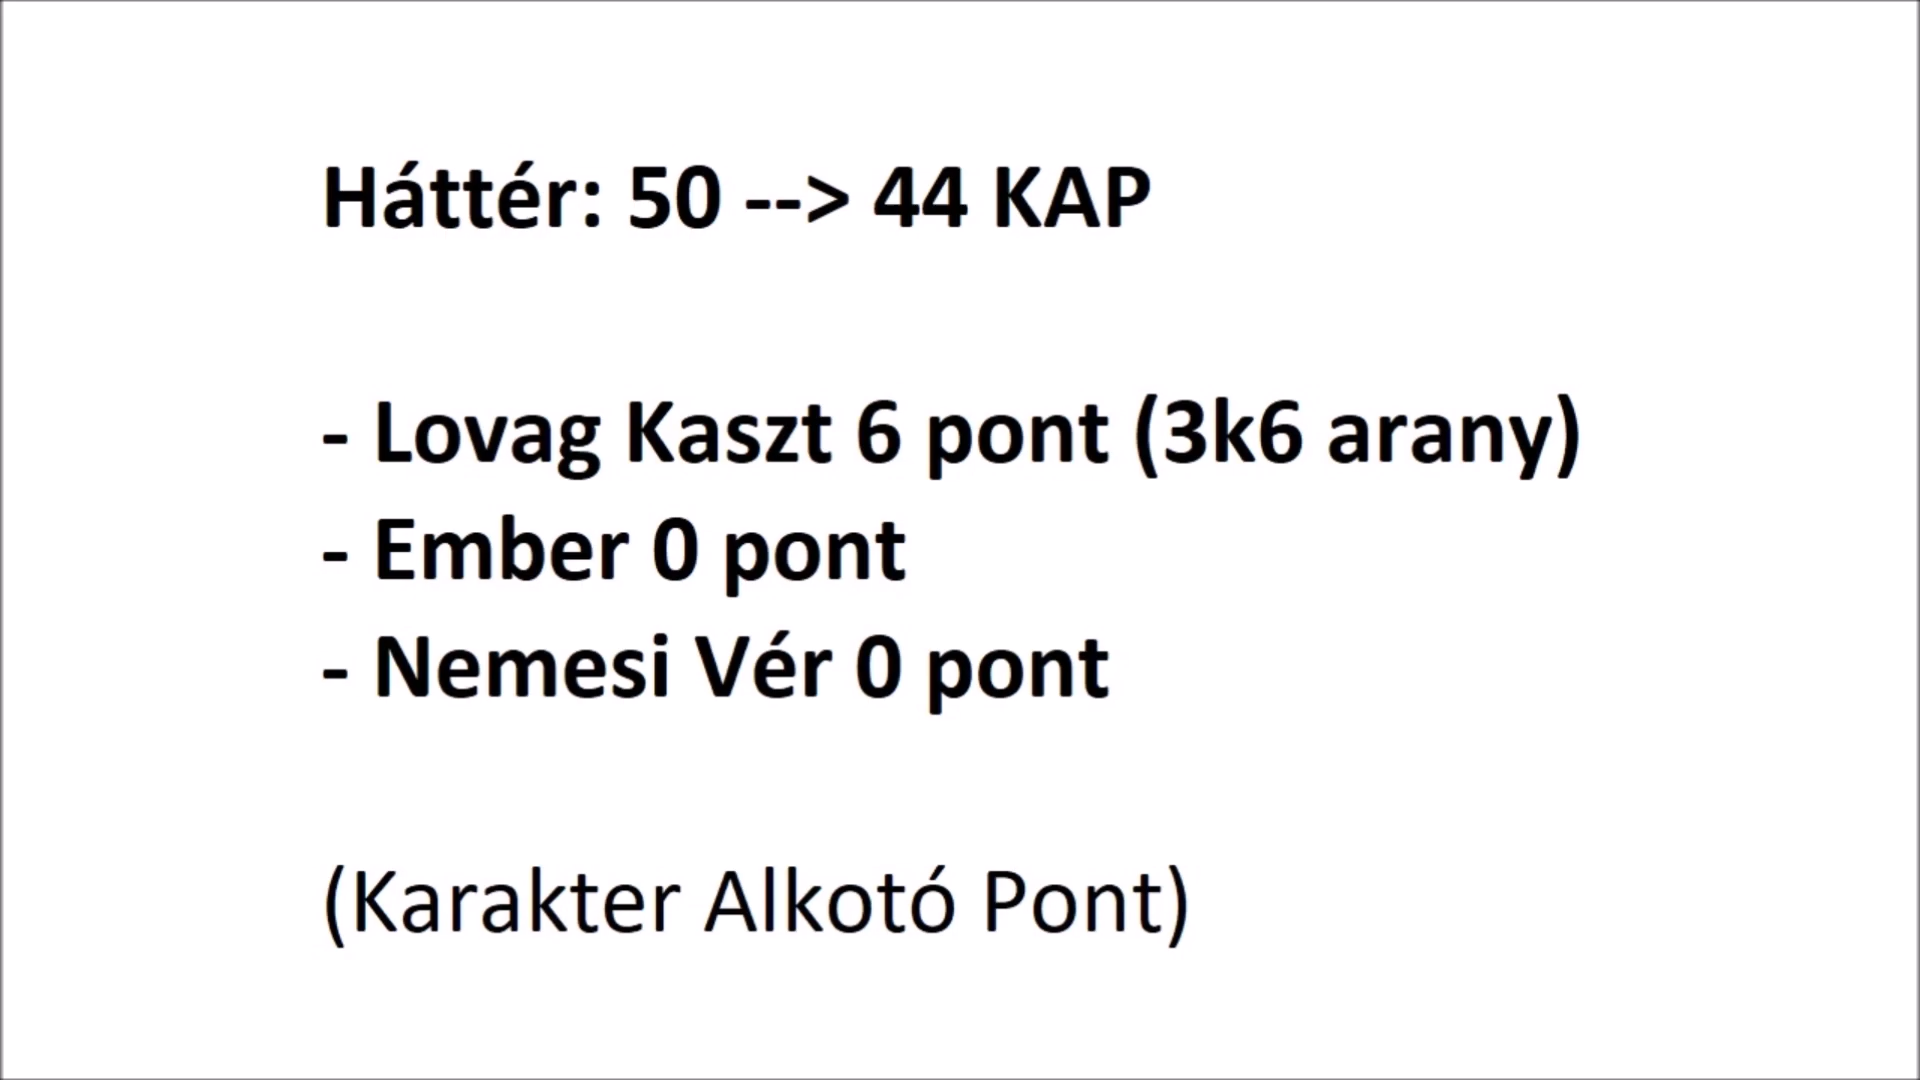 Háttér: 50 --> 44 KAP
- Lovag Kaszt 6 pont (3k6 arany)
- Ember 0 pont
- Nemesi Vér 0 pont
(Karakter Alkotó Pont)